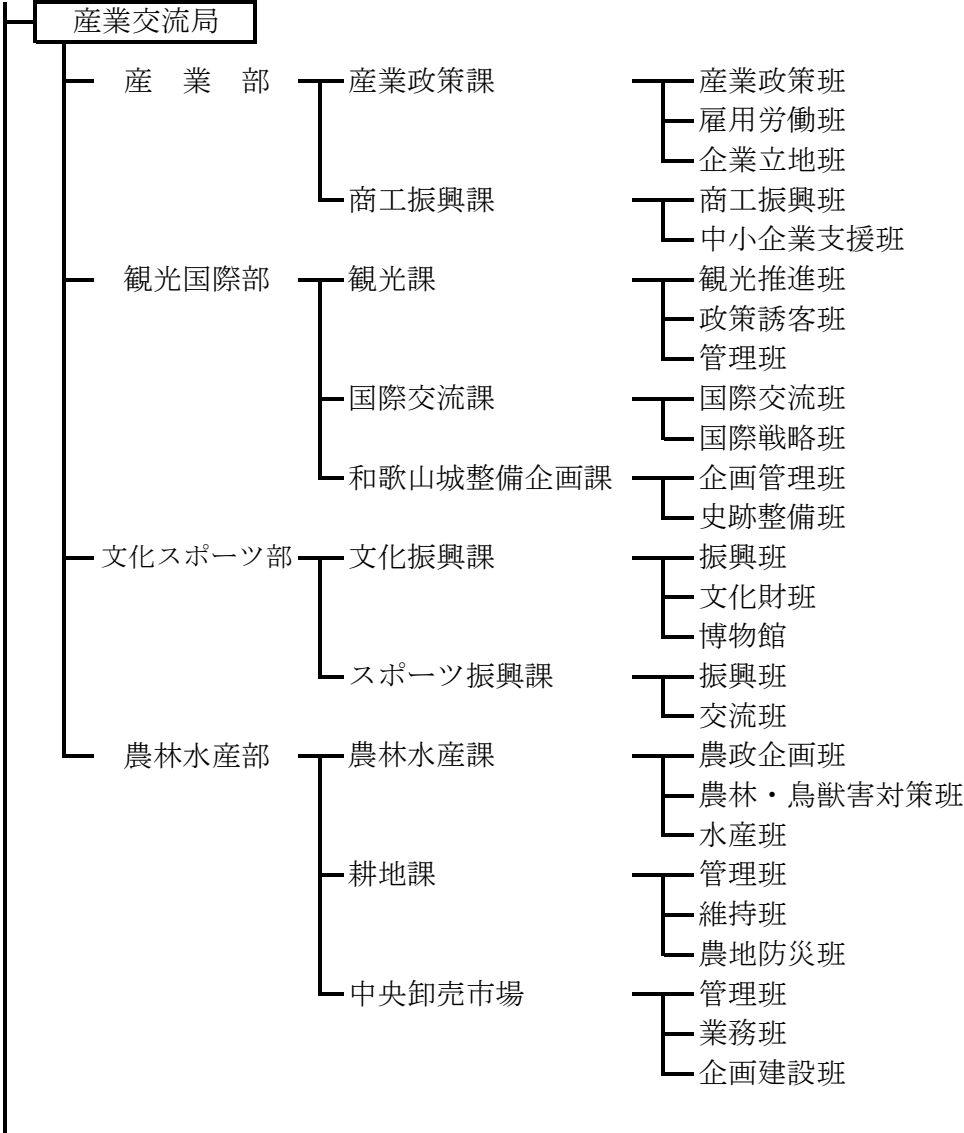 産業交流局
産業部 産業政策課 産業政策班
雇用労働班
企業立地班
商工振興課 商工振興班
中小企業支援班
観光国際部 観光課 観光推進班
政策誘客班
管理班
国際交流課 国際交流班
国際戦略班
和歌山城整備企画課 企画管理班
史跡整備班
文化スポーツ部 文化振興課 振興班
文化財班
博物館
スポーツ振興課 振興班
交流班
農林水産部 農林水産課 農政企画班
農林・鳥獣害対策班
水産班
耕地課 管理班
維持班
農地防災班
中央卸売市場 管理班
業務班
企画建設班